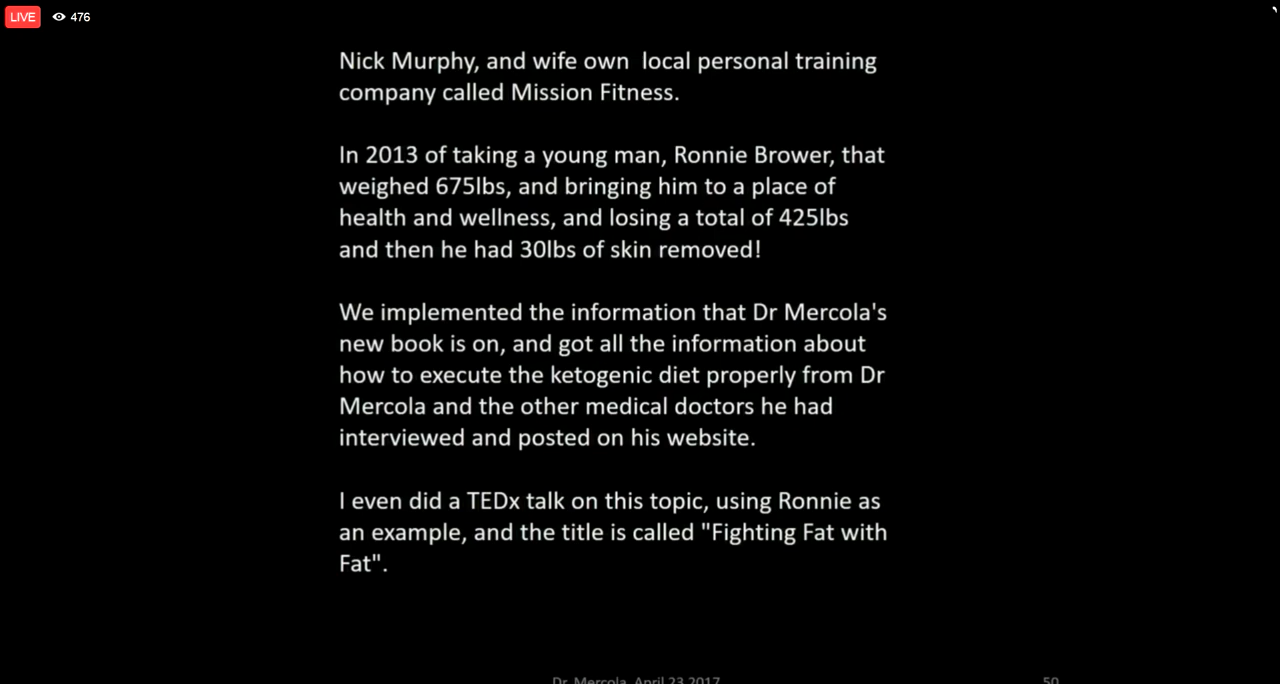 LIVE 476
Nick Murphy, and wife own  local personal training
company called Mission Fitness.
In 2013 of taking a young man, Ronnie Brower, that
weighed 675lbs, and bringing him to a place of
health and wellness, and losing a total of 425lbs
and then he had 30lbs of skin removed!
We implemented the information that Dr Mercola's
new book is on, and got all the information about
how to execute the ketogenic diet properly from Dr
Mercola and the other medical doctors he had
interviewed and posted on his website.
I even did a TEDx talk on this topic, using Ronnie as
an example, and the title is called "Fighting Fat with
Fat".
Dr. Mercola, April 23 2017 50